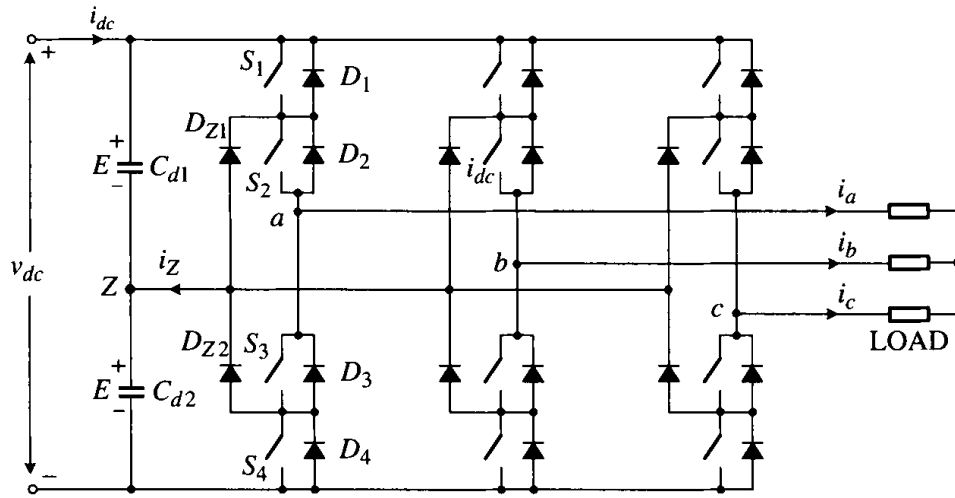 i_dc
+
S_1
D_1
D_Z1
+
E
C_d1
−
S_2
D_2
i_dc
a
i_a
v_dc
i_Z
Z
b
i_b
c
i_c
LOAD
D_Z2
S_3
D_3
+
E
C_d2
−
S_4
D_4
−